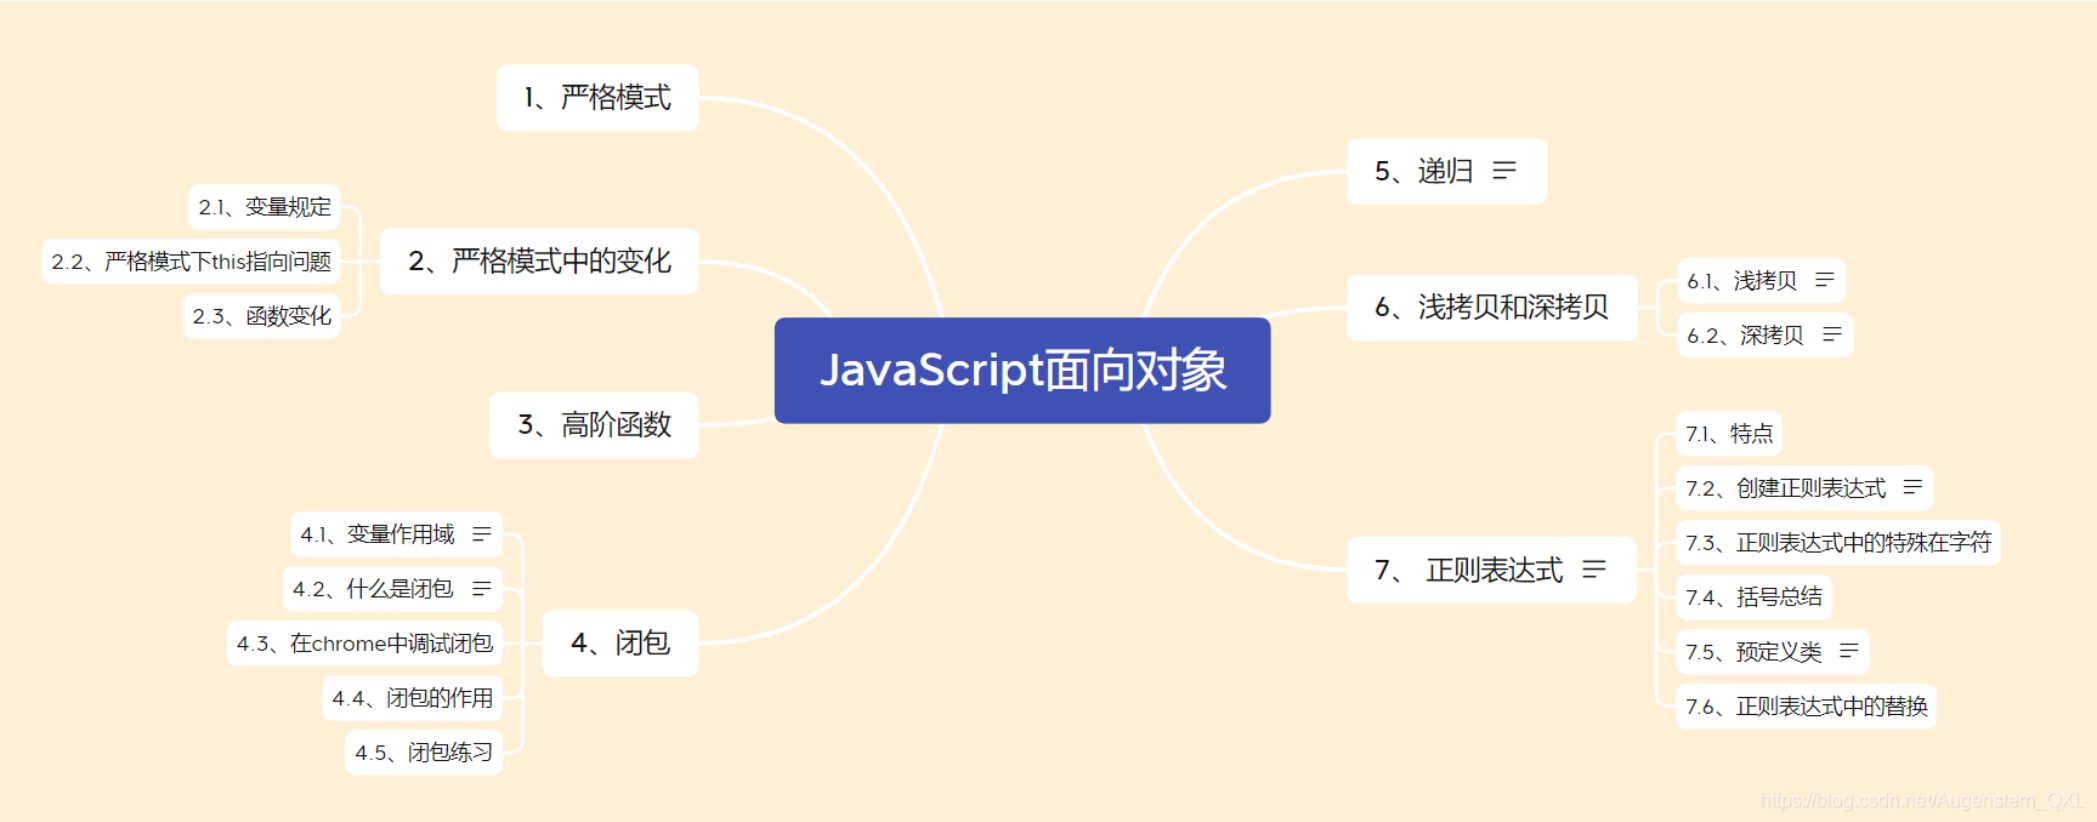 JavaScript面向对象
1、严格模式
2、严格模式中的变化
2.1、变量规定
2.2、严格模式下this指向问题
2.3、函数变化
3、高阶函数
4、闭包
4.1、变量作用域
4.2、什么是闭包
4.3、在chrome中调试闭包
4.4、闭包的作用
4.5、闭包练习
5、递归
6、浅拷贝和深拷贝
6.1、浅拷贝
6.2、深拷贝
7、 正则表达式
7.1、特点
7.2、创建正则表达式
7.3、正则表达式中的特殊在字符
7.4、括号总结
7.5、预定义类
7.6、正则表达式中的替换
https://blog.csdn.net/Augenstern_QXL